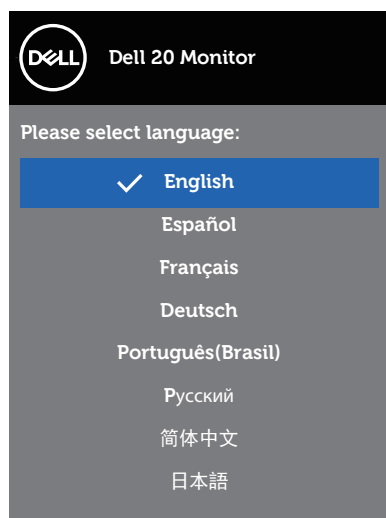 DELL
Dell 20 Monitor
Please select language:
English
Español
Français
Deutsch
Português(Brasil)
Русский
简体中文
日本語